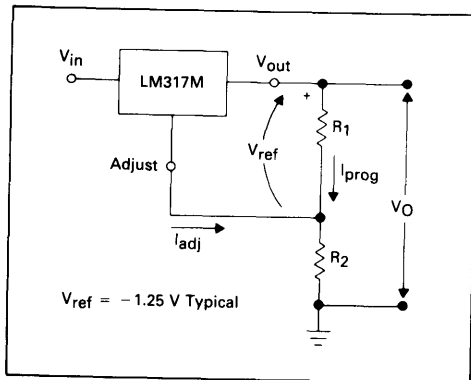 Vin
LM317M
Vout
+
R1
Vref
Iprog
Adjust
VO
Iadj
R2
Vref = −1.25 V Typical